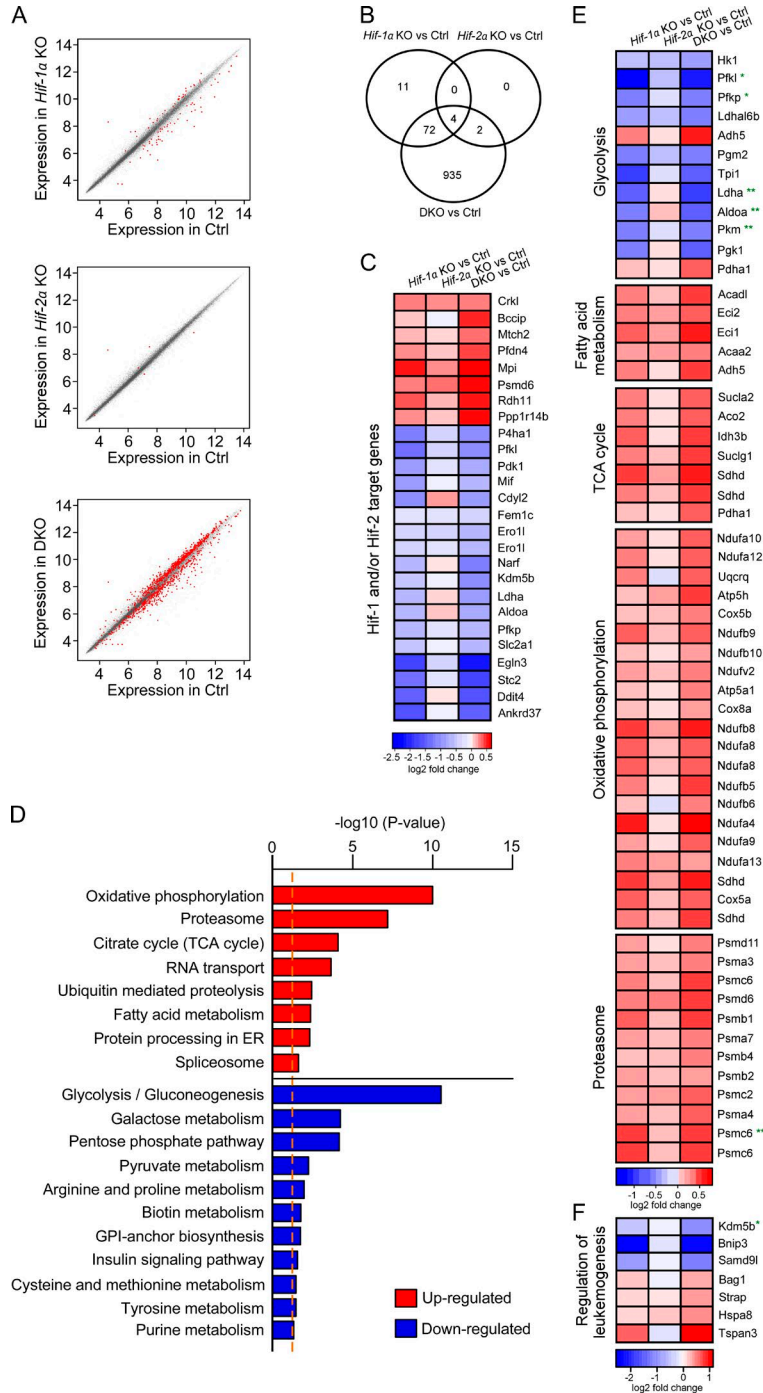 A
Expression in Hif-1α KO
14
12
10
8
6
4
4 6 8 10 12 14
Expression in Ctrl
Expression in Hif-2α KO
14
12
10
8
6
4
4 6 8 10 12 14
Expression in Ctrl
Expression in DKO
14
12
10
8
6
4
4 6 8 10 12 14
Expression in Ctrl
B
Hif-1α KO vs Ctrl Hif-2α KO vs Ctrl
11 0 0
4
72 2
935
DKO vs Ctrl
C
Hif-1α KO vs Ctrl
Hif-2α KO vs Ctrl
DKO vs Ctrl
Hif-1 and/or Hif-2 target genes
Crkl
Bccip
Mtch2
Pfdn4
Mpi
Psmd6
Rdh11
Ppp1r14b
P4ha1
Pfkl
Pdk1
Mif
Cdyl2
Fem1c
Ero1l
Ero1l
Narf
Kdm5b
Ldha
Aldoa
Pfkp
Slc2a1
Egln3
Stc2
Ddit4
Ankrd37
-2.5 -2 -1.5 -1 -0.5 0 0.5
log2 fold change
D
-log10 (P-value)
0 5 10 15
Oxidative phosphorylation
Proteasome
Citrate cycle (TCA cycle)
RNA transport
Ubiquitin mediated proteolysis
Fatty acid metabolism
Protein processing in ER
Spliceosome
Glycolysis / Gluconeogenesis
Galactose metabolism
Pentose phosphate pathway
Pyruvate metabolism
Arginine and proline metabolism
Biotin metabolism
GPI-anchor biosynthesis
Insulin signaling pathway
Cysteine and methionine metabolism
Tyrosine metabolism
Purine metabolism
Up-regulated
Down-regulated
E
Hif-1α KO vs Ctrl
Hif-2α KO vs Ctrl
DKO vs Ctrl
Glycolysis
Hk1
Pfkl *
Pfkp *
Ldhal6b
Adh5
Pgm2
Tpi1
Ldha **
Aldoa **
Pkm **
Pgk1
Pdha1
Fatty acid
metabolism
Acadl
Eci2
Eci1
Acaa2
Adh5
TCA cycle
Sucla2
Aco2
Idh3b
Suclg1
Sdhd
Sdhd
Pdha1
Oxidative phosphorylation
Ndufa10
Ndufa12
Uqcrq
Atp5h
Cox5b
Ndufb9
Ndufb10
Ndufv2
Atp5a1
Cox8a
Ndufb8
Ndufa8
Ndufa8
Ndufb5
Ndufb6
Ndufa4
Ndufa9
Ndufa13
Sdhd
Cox5a
Sdhd
Proteasome
Psmd11
Psma3
Psmc6
Psmd6
Psmb1
Psma7
Psmb4
Psmb2
Psmc2
Psma4
Psmc6 **
Psmc6
-1 -0.5 0 0.5
log2 fold change
F
Regulation of
leukemogenesis
Kdm5b *
Bnip3
Samd9l
Bag1
Strap
Hspa8
Tspan3
-2 -1 0 1
log2 fold change